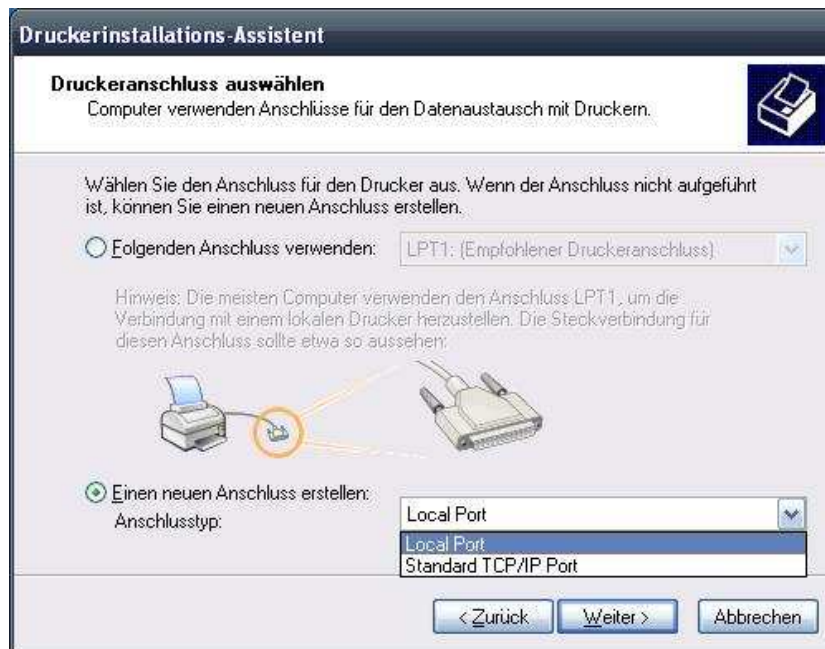 Druckerinstallations-Assistent
Druckeranschluss auswählen
Computer verwenden Anschlüsse für den Datenaustausch mit Druckern.
Wählen Sie den Anschluss für den Drucker aus. Wenn der Anschluss nicht aufgeführt
ist, können Sie einen neuen Anschluss erstellen.
Folgenden Anschluss verwenden: LPT1: (Empfohlener Druckeranschluss)
Hinweis: Die meisten Computer verwenden den Anschluss LPT1, um die
Verbindung mit einem lokalen Drucker herzustellen. Die Steckverbindung für
diesen Anschluss sollte etwa so aussehen:
Einen neuen Anschluss erstellen:
Anschlusstyp: Local Port
Local Port
Standard TCP/IP Port
< Zurück Weiter > Abbrechen